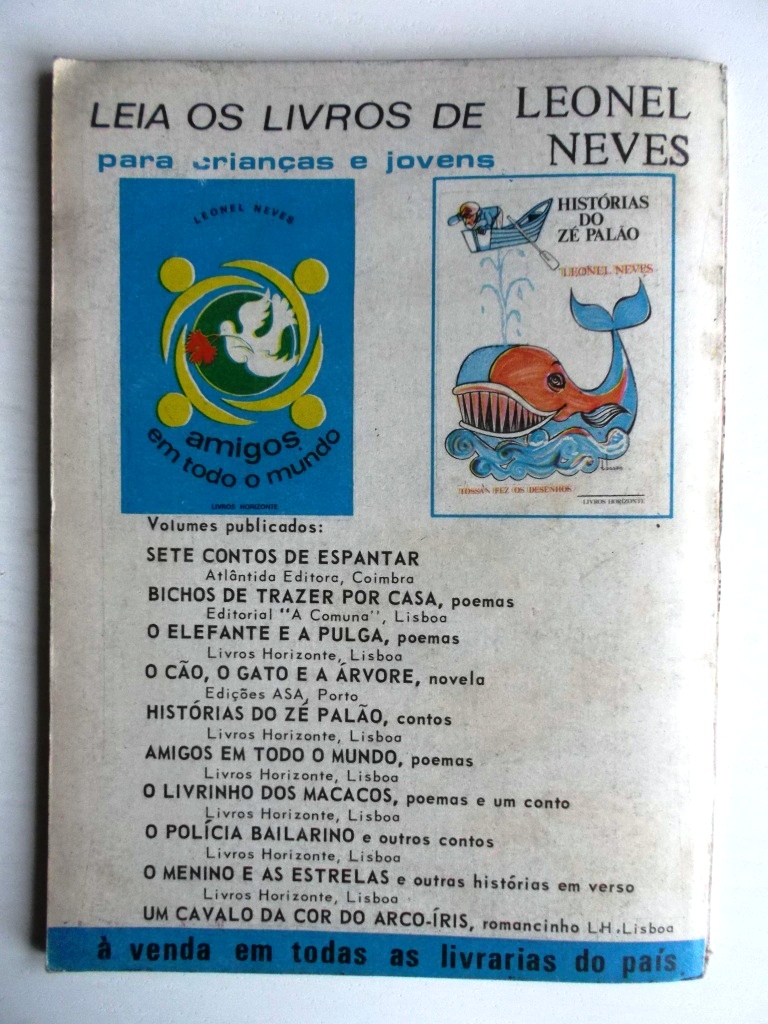 LEIA OS LIVROS DE LEONEL NEVES
para crianças e jovens
LEONEL NEVES
amigos
em todo o mundo
LIVROS HORIZONTE
HISTÓRIAS
DO
ZÉ PALÃO
LEONEL NEVES
TÓSSAN FEZ OS DESENHOS
LIVROS HORIZONTE
Volumes publicados:
SETE CONTOS DE ESPANTAR
Atlântida Editora, Coimbra
BICHOS DE TRAZER POR CASA, poemas
Editorial "A Comuna", Lisboa
O ELEFANTE E A PULGA, poemas
Livros Horizonte, Lisboa
O CÃO, O GATO E A ÁRVORE, novela
Edições ASA, Porto
HISTÓRIAS DO ZÉ PALÃO, contos
Livros Horizonte, Lisboa
AMIGOS EM TODO O MUNDO, poemas
Livros Horizonte, Lisboa
O LIVRINHO DOS MACACOS, poemas e um conto
Livros Horizonte, Lisboa
O POLÍCIA BAILARINO e outros contos
Livros Horizonte, Lisboa
O MENINO E AS ESTRELAS e outras histórias em verso
Livros Horizonte, Lisboa
UM CAVALO DA COR DO ARCO-ÍRIS, romancinho L.H. Lisboa
à venda em todas as livrarias do país